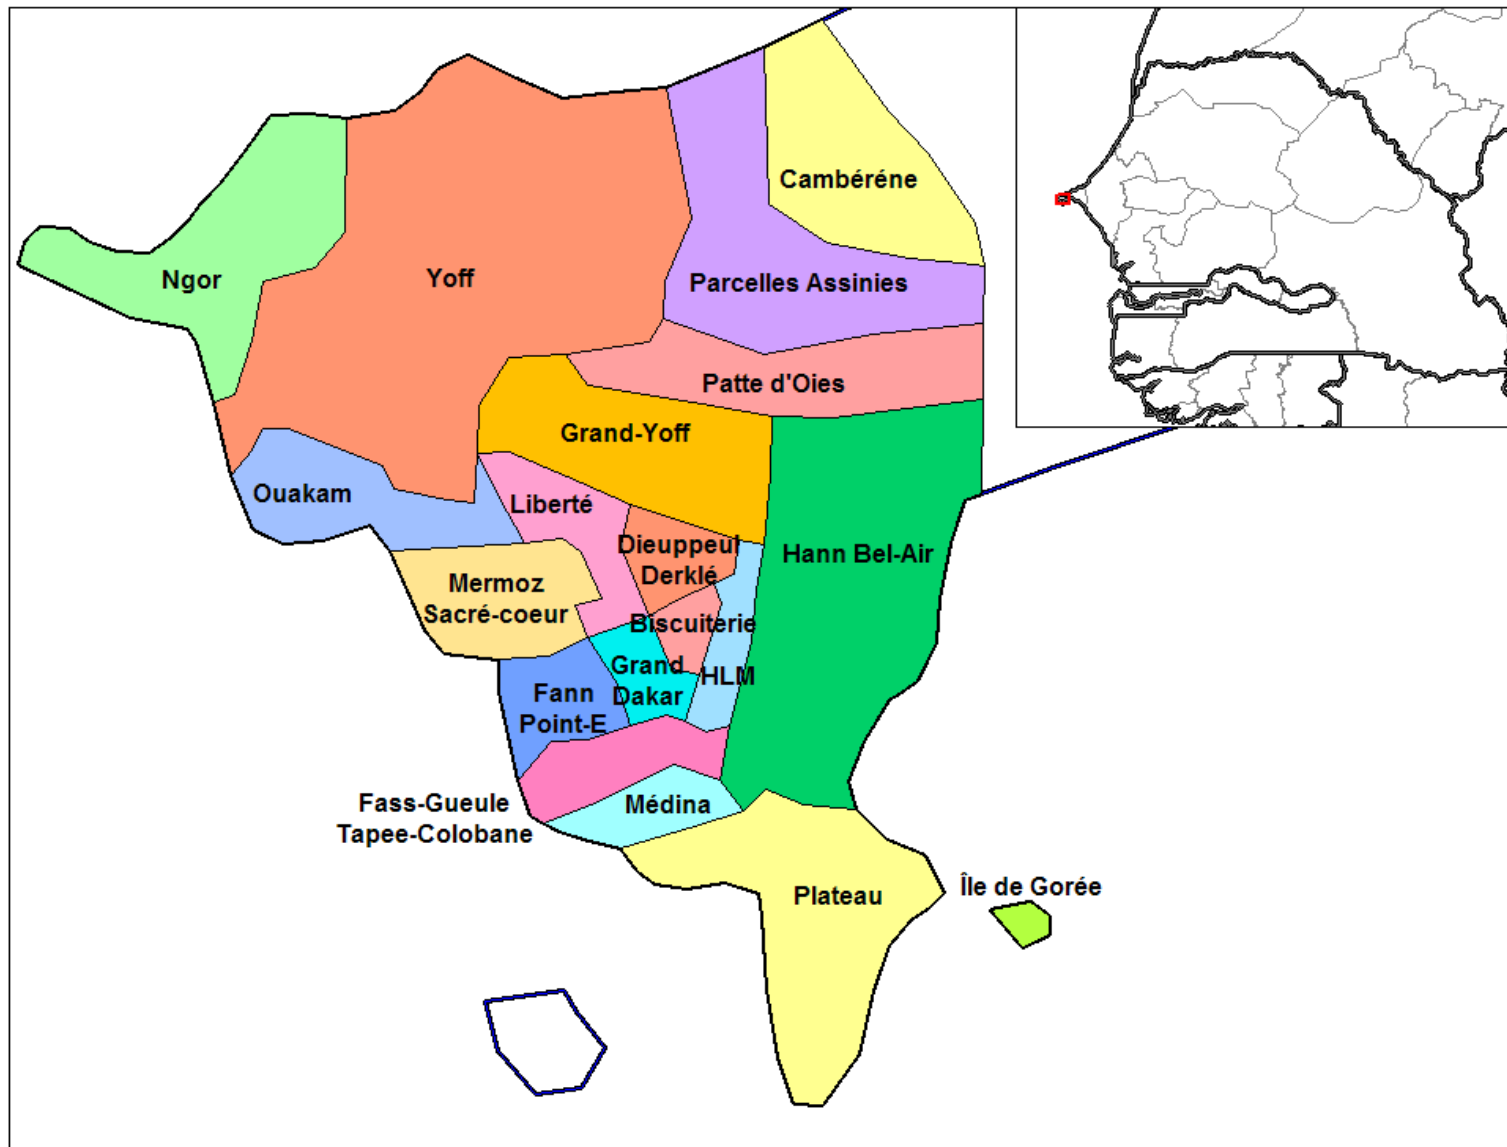 Cambéréne
Ngor
Yoff
Parcelles Assinies
Patte d'Oies
Grand-Yoff
Ouakam
Liberté
Dieuppeul
Derklé
Hann Bel-Air
Mermoz
Sacré-coeur
Biscuiterie
Grand
Dakar
HLM
Fann
Point-E
Fass-Gueule
Tapee-Colobane
Médina
Plateau
Île de Gorée